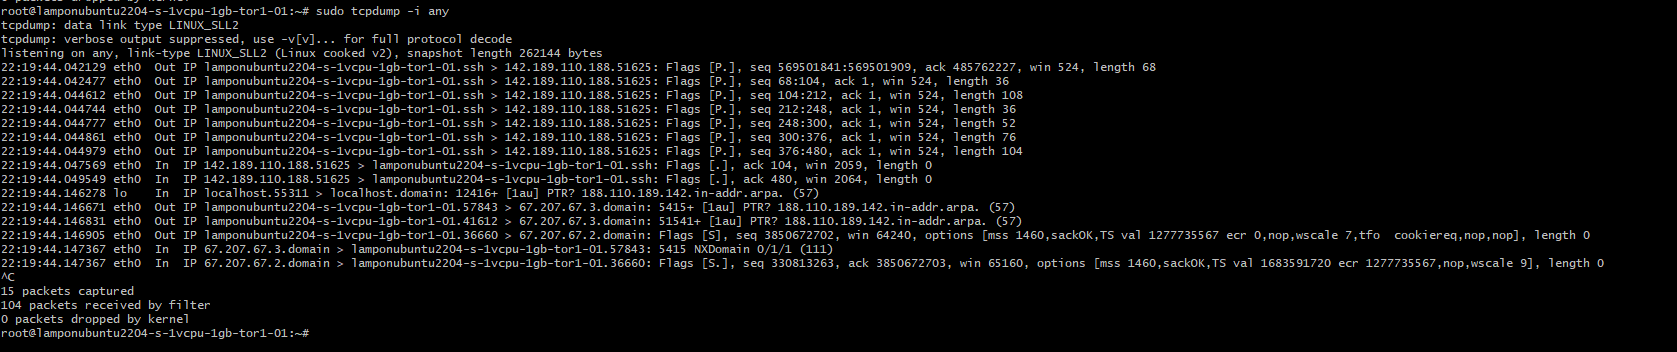 root@lamponubuntu2204-s-1vcpu-1gb-tor1-01:~# sudo tcpdump -i any
tcpdump: data link type LINUX_SLL2
tcpdump: verbose output suppressed, use -v[v]... for full protocol decode
listening on any, link-type LINUX_SLL2 (Linux cooked v2), snapshot length 262144 bytes
22:19:44.042129 eth0  Out IP lamponubuntu2204-s-1vcpu-1gb-tor1-01.ssh > 142.189.110.188.51625: Flags [P.], seq 569501841:569501909, ack 485762227, win 524, length 68
22:19:44.042477 eth0  Out IP lamponubuntu2204-s-1vcpu-1gb-tor1-01.ssh > 142.189.110.188.51625: Flags [P.], seq 68:104, ack 1, win 524, length 36
22:19:44.044612 eth0  Out IP lamponubuntu2204-s-1vcpu-1gb-tor1-01.ssh > 142.189.110.188.51625: Flags [P.], seq 104:212, ack 1, win 524, length 108
22:19:44.044744 eth0  Out IP lamponubuntu2204-s-1vcpu-1gb-tor1-01.ssh > 142.189.110.188.51625: Flags [P.], seq 212:248, ack 1, win 524, length 36
22:19:44.044777 eth0  Out IP lamponubuntu2204-s-1vcpu-1gb-tor1-01.ssh > 142.189.110.188.51625: Flags [P.], seq 248:300, ack 1, win 524, length 52
22:19:44.044861 eth0  Out IP lamponubuntu2204-s-1vcpu-1gb-tor1-01.ssh > 142.189.110.188.51625: Flags [P.], seq 300:376, ack 1, win 524, length 76
22:19:44.044979 eth0  Out IP lamponubuntu2204-s-1vcpu-1gb-tor1-01.ssh > 142.189.110.188.51625: Flags [P.], seq 376:480, ack 1, win 524, length 104
22:19:44.047569 eth0  In  IP 142.189.110.188.51625 > lamponubuntu2204-s-1vcpu-1gb-tor1-01.ssh: Flags [.], ack 104, win 2059, length 0
22:19:44.049549 eth0  In  IP 142.189.110.188.51625 > lamponubuntu2204-s-1vcpu-1gb-tor1-01.ssh: Flags [.], ack 480, win 2064, length 0
22:19:44.146278 lo    In  IP localhost.55311 > localhost.domain: 12416+ [1au] PTR? 188.110.189.142.in-addr.arpa. (57)
22:19:44.146671 eth0  Out IP lamponubuntu2204-s-1vcpu-1gb-tor1-01.57843 > 67.207.67.3.domain: 5415+ [1au] PTR? 188.110.189.142.in-addr.arpa. (57)
22:19:44.146831 eth0  Out IP lamponubuntu2204-s-1vcpu-1gb-tor1-01.41612 > 67.207.67.3.domain: 51541+ [1au] PTR? 188.110.189.142.in-addr.arpa. (57)
22:19:44.146905 eth0  Out IP lamponubuntu2204-s-1vcpu-1gb-tor1-01.36660 > 67.207.67.2.domain: Flags [S], seq 3850672702, win 64240, options [mss 1460,sackOK,TS val 1277735567 ecr 0,nop,wscale 7,tfo  cookiereq,nop,nop], length 0
22:19:44.147367 eth0  In  IP 67.207.67.3.domain > lamponubuntu2204-s-1vcpu-1gb-tor1-01.57843: 5415 NXDomain 0/1/1 (111)
22:19:44.147367 eth0  In  IP 67.207.67.2.domain > lamponubuntu2204-s-1vcpu-1gb-tor1-01.36660: Flags [S.], seq 330813263, ack 3850672703, win 65160, options [mss 1460,sackOK,TS val 1683591720 ecr 1277735567,nop,wscale 9], length 0
^C
15 packets captured
104 packets received by filter
0 packets dropped by kernel
root@lamponubuntu2204-s-1vcpu-1gb-tor1-01:~#